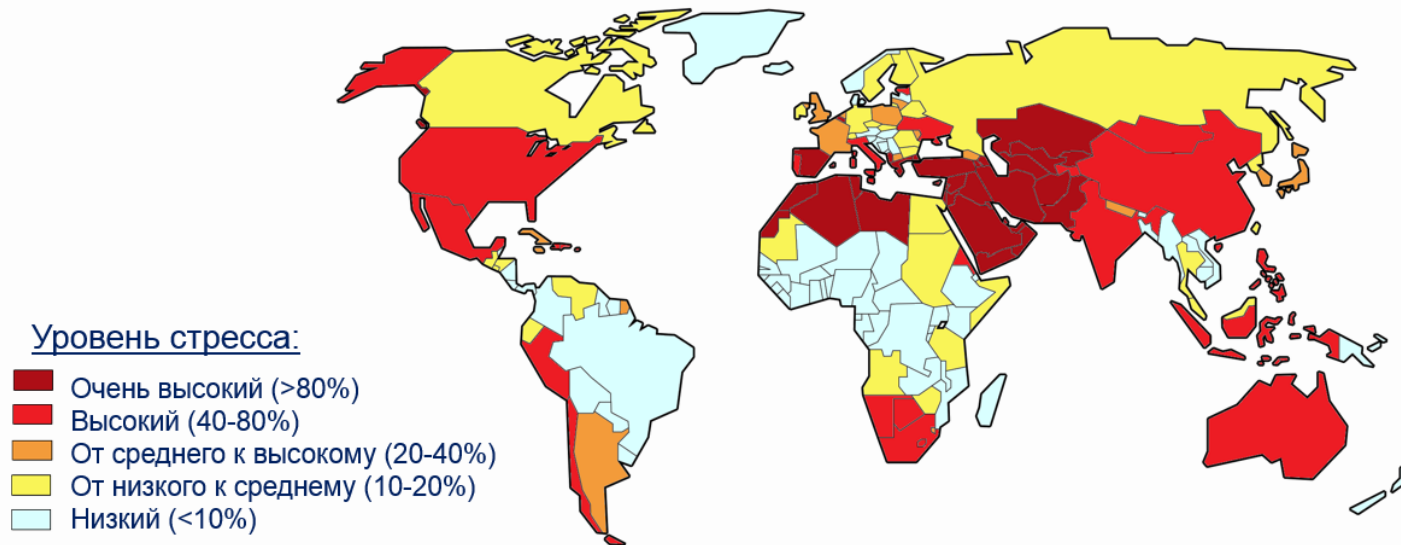 Уровень стресса:
Очень высокий (>80%)
Высокий (40-80%)
От среднего к высокому (20-40%)
От низкого к среднему (10-20%)
Низкий (<10%)